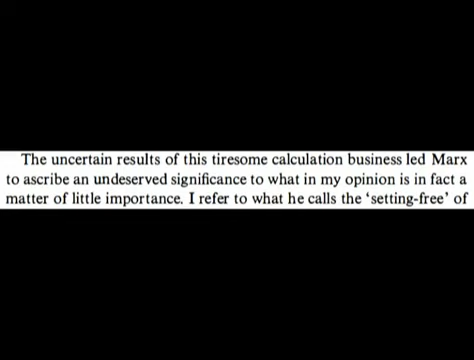 The uncertain results of this tiresome calculation business led Marx
to ascribe an undeserved significance to what in my opinion is in fact a
matter of little importance. I refer to what he calls the ‘setting-free’ of